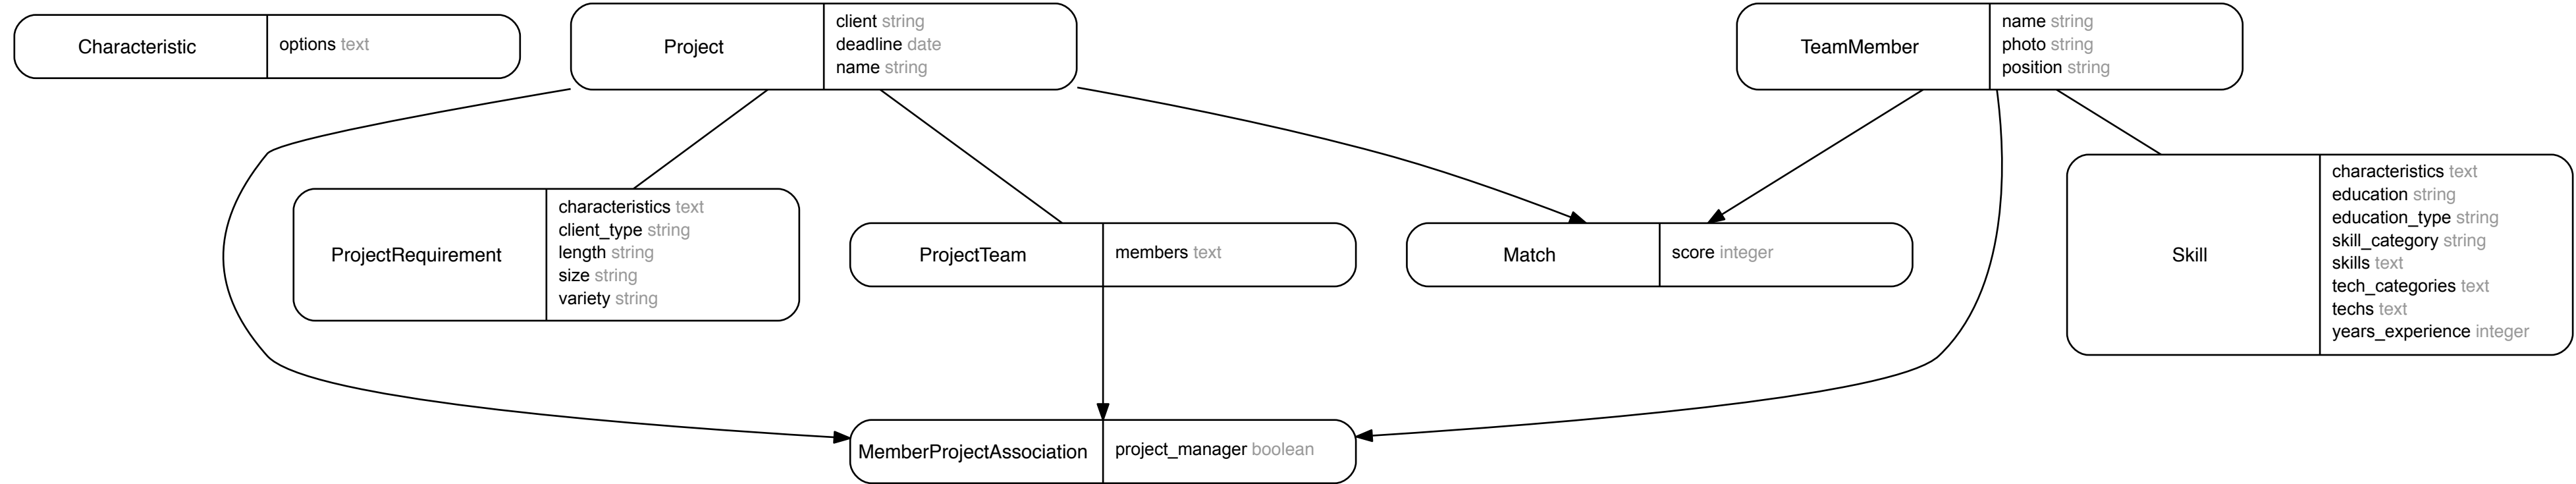 Characteristic
options text
Project
client string
deadline date
name string
TeamMember
name string
photo string
position string
ProjectRequirement
characteristics text
client_type string
length string
size string
variety string
ProjectTeam
members text
Match
score integer
Skill
characteristics text
education string
education_type string
skill_category string
skills text
tech_categories text
techs text
years_experience integer
MemberProjectAssociation
project_manager boolean